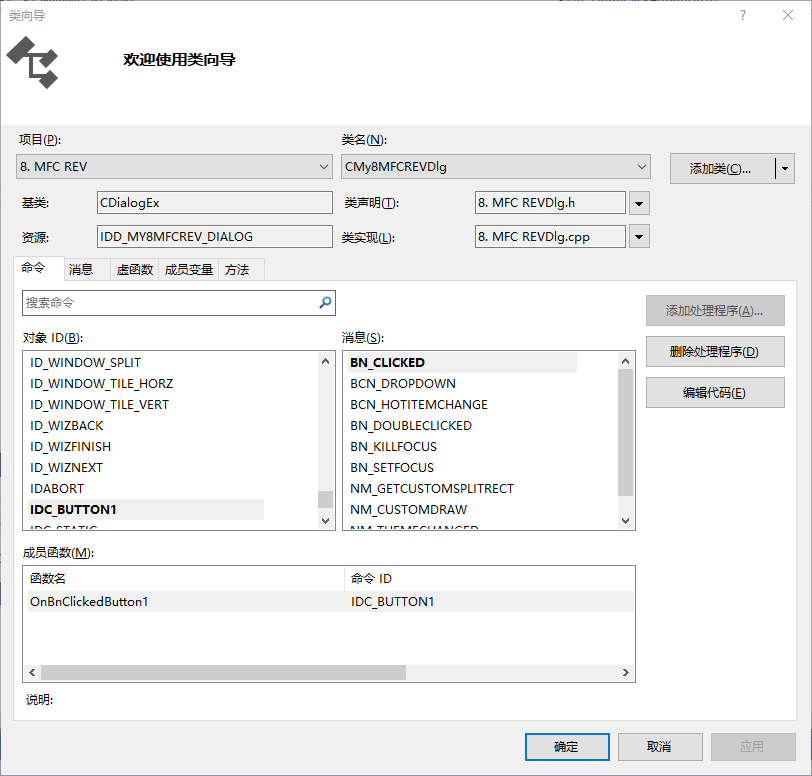 类向导
?
欢迎使用类向导
项目(P):
类名(N):
8. MFC REV
CMy8MFCREVDlg
添加类(C)...
基类:
CDialogEx
类声明(T):
8. MFC REVDlg.h
资源:
IDD_MY8MFCREV_DIALOG
类实现(L):
8. MFC REVDlg.cpp
命令
消息
虚函数
成员变量
方法
搜索命令
添加处理程序(A)...
对象 ID(B):
消息(S):
删除处理程序(D)
编辑代码(E)
ID_WINDOW_SPLIT
ID_WINDOW_TILE_HORZ
ID_WINDOW_TILE_VERT
ID_WIZBACK
ID_WIZFINISH
ID_WIZNEXT
IDABORT
IDC_BUTTON1
IDC_STATIC
BN_CLICKED
BCN_DROPDOWN
BCN_HOTITEMCHANGE
BN_DOUBLECLICKED
BN_KILLFOCUS
BN_SETFOCUS
NM_GETCUSTOMSPLITRECT
NM_CUSTOMDRAW
NM_THEMECHANGED
成员函数(M):
函数名
命令 ID
OnBnClickedButton1
IDC_BUTTON1
说明:
确定
取消
应用